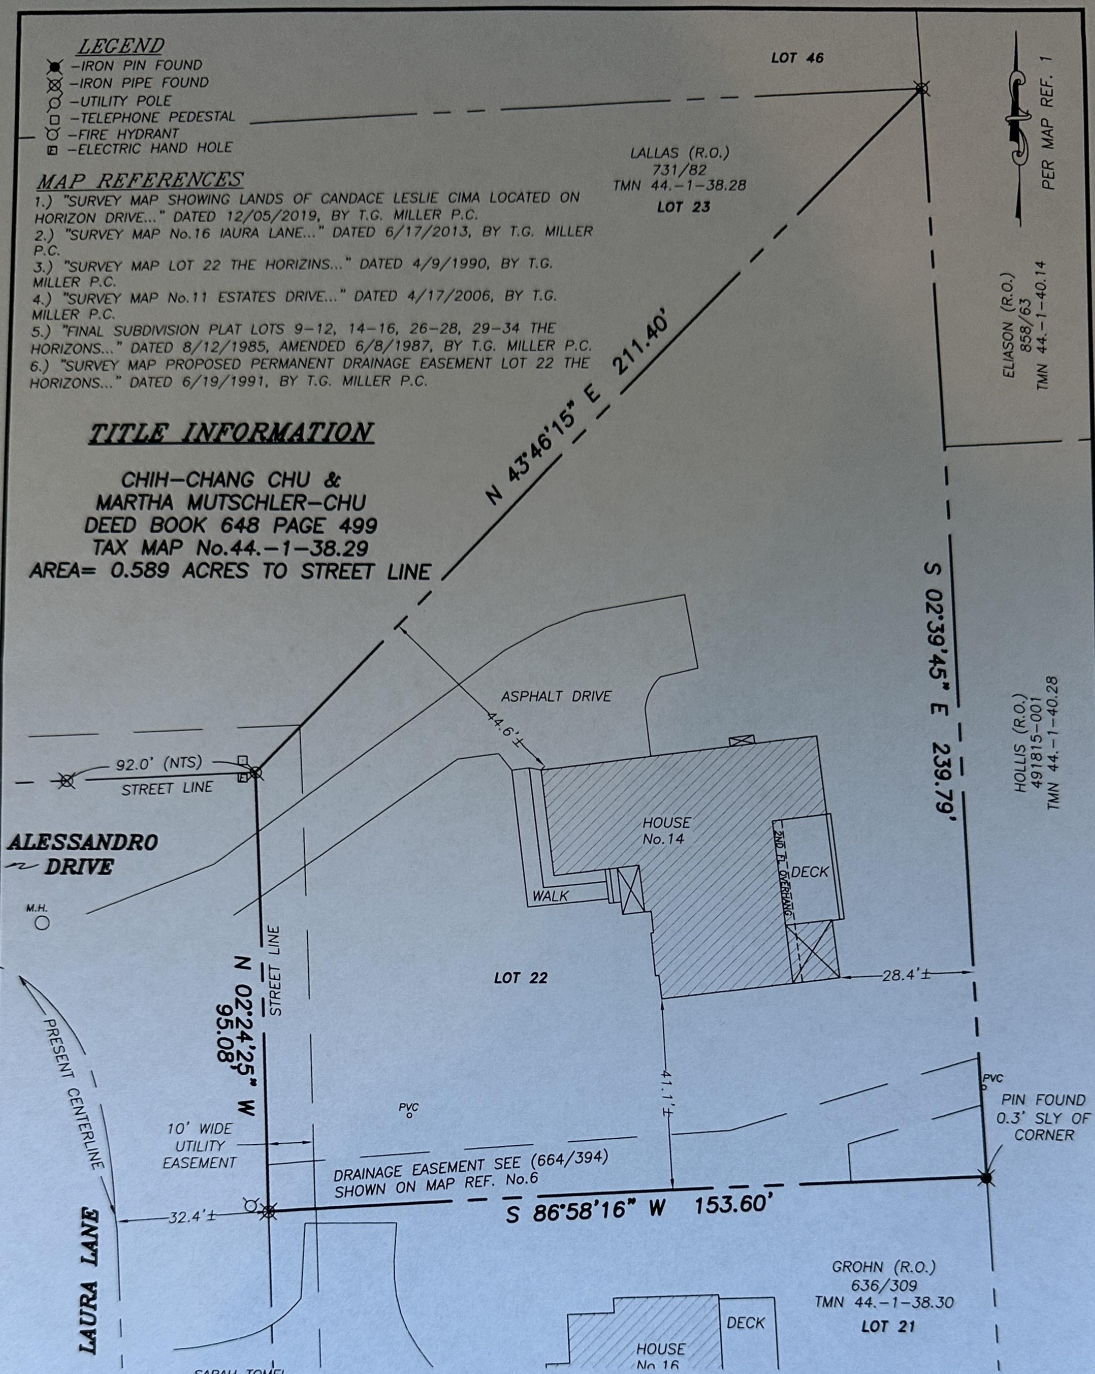 LEGEND
-IRON PIN FOUND
-IRON PIPE FOUND
-UTILITY POLE
-TELEPHONE PEDESTAL
-FIRE HYDRANT
-ELECTRIC HAND HOLE
MAP REFERENCES
1.) "SURVEY MAP SHOWING LANDS OF CANDACE LESLIE CIMA LOCATED ON
HORIZON DRIVE..." DATED 12/05/2019, BY T.G. MILLER P.C.
2.) "SURVEY MAP No.16 lAURA LANE..." DATED 6/17/2013, BY T.G. MILLER
P.C.
3.) "SURVEY MAP LOT 22 THE HORIZINS..." DATED 4/9/1990, BY T.G.
MILLER P.C.
4.) "SURVEY MAP No.11 ESTATES DRIVE..." DATED 4/17/2006, BY T.G.
MILLER P.C.
5.) "FINAL SUBDIVISION PLAT LOTS 9-12, 14-16, 26-28, 29-34 THE
HORIZONS..." DATED 8/12/1985, AMENDED 6/8/1987, BY T.G. MILLER P.C.
6.) "SURVEY MAP PROPOSED PERMANENT DRAINAGE EASEMENT LOT 22 THE
HORIZONS..." DATED 6/19/1991, BY T.G. MILLER P.C.
TITLE INFORMATION
CHIH-CHANG CHU &
MARTHA MUTSCHLER-CHU
DEED BOOK 648 PAGE 499
TAX MAP No.44.-1-38.29
AREA= 0.589 ACRES TO STREET LINE
LOT 46
LALLAS (R.O.)
731/82
TMN 44.-1-38.28
LOT 23
PER MAP REF. 1
ELIASON (R.O.)
858/63
TMN 44.-1-40.14
N 43°46'15" E 211.40'
S 02°39'45" E 239.79'
HOLLIS (R.O.)
491815-001
TMN 44.-1-40.28
ASPHALT DRIVE
44.6'±
92.0' (NTS)
STREET LINE
ALESSANDRO
DRIVE
M.H.
HOUSE
No.14
2ND FL OVERHANG
DECK
WALK
LOT 22
28.4'±
STREET LINE
N 02°24'25" W
95.08'
PRESENT CENTERLINE
41.1'±
PVC
PVC
PIN FOUND
0.3' SLY OF
CORNER
10' WIDE
UTILITY
EASEMENT
DRAINAGE EASEMENT SEE (664/394)
SHOWN ON MAP REF. No.6
32.4'±
S 86°58'16" W 153.60'
LAURA LANE
GROHN (R.O.)
636/309
TMN 44.-1-38.30
LOT 21
DECK
HOUSE
No.16